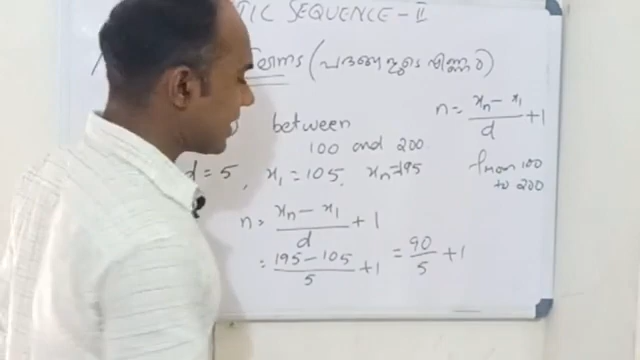 TIC SEQUENCE - II
Terms (പദങ്ങളുടെ എണ്ണം)
between
100 and 200
n = (xn - x1)/d + 1
d = 5, x1 = 105, xn = 195
from 100
to 200
n = (xn - x1)/d + 1
= (195 - 105)/5 + 1 = 90/5 + 1